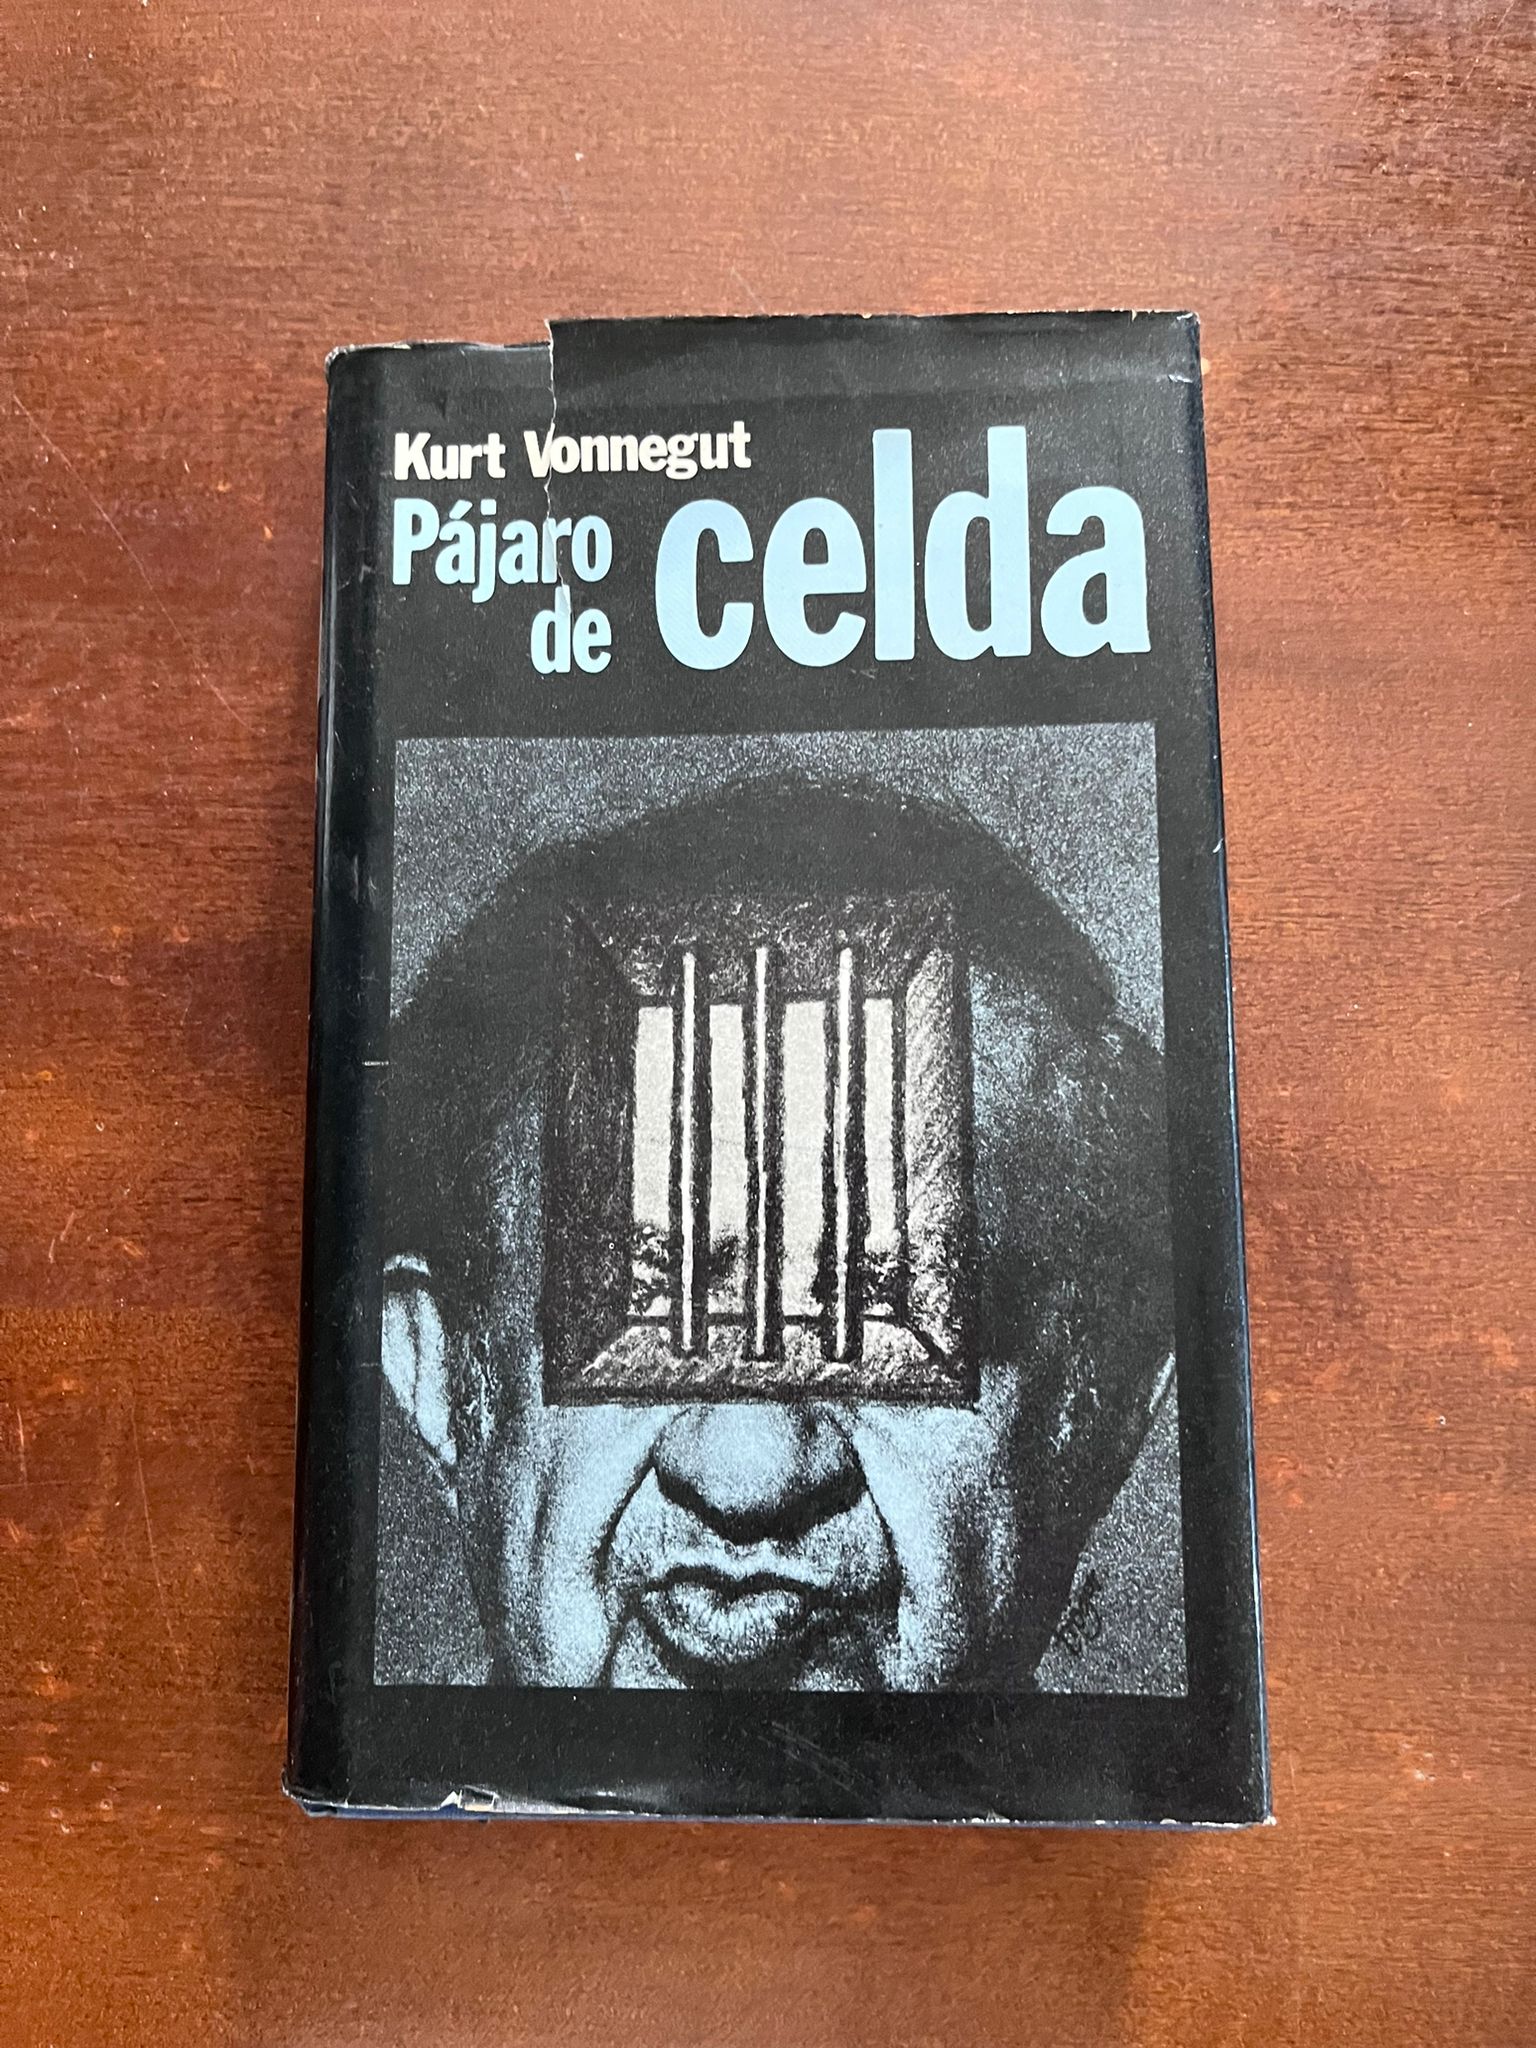 Kurt Vonnegut
Pájaro
de celda